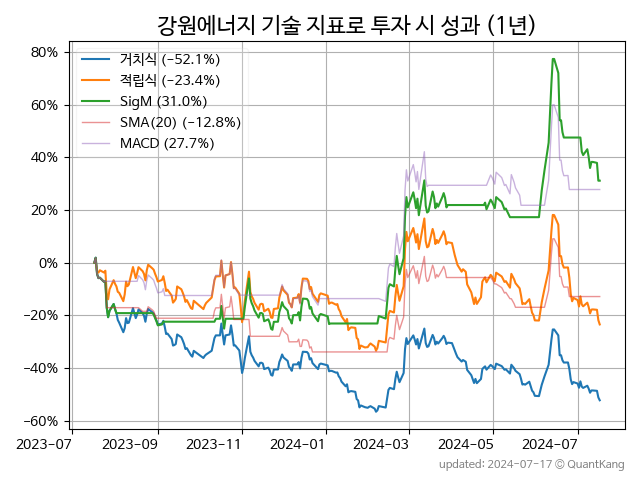 강원에너지 기술 지표로 투자 시 성과 (1년)
80%
60%
40%
20%
0%
−20%
−40%
−60%
거치식 (−52.1%)
적립식 (−23.4%)
SigM (31.0%)
SMA(20) (−12.8%)
MACD (27.7%)
2023-07 2023-09 2023-11 2024-01 2024-03 2024-05 2024-07
updated: 2024-07-17 © QuantKang